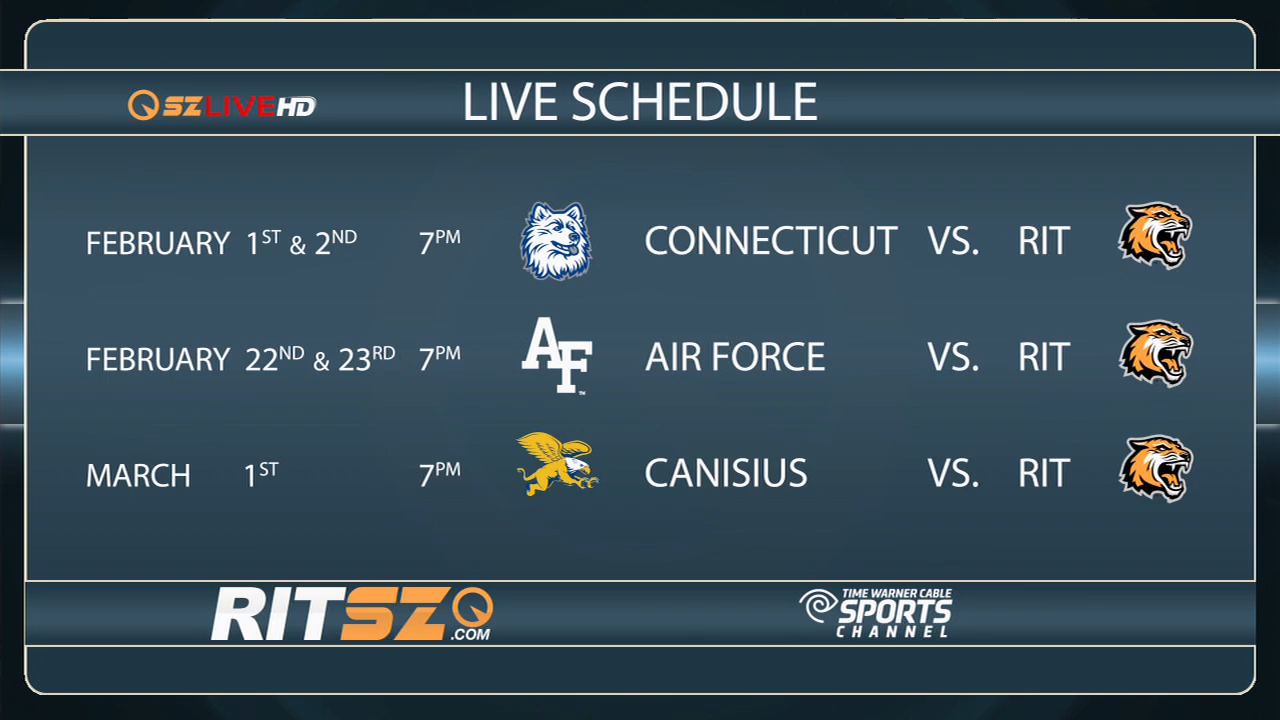 SZLIVEHD LIVE SCHEDULE
FEBRUARY 1ST & 2ND 7PM CONNECTICUT VS. RIT
FEBRUARY 22ND & 23RD 7PM AF AIR FORCE VS. RIT
MARCH 1ST 7PM CANISIUS VS. RIT
RITSZ.COM
TIME WARNER CABLE
SPORTS
CHANNEL